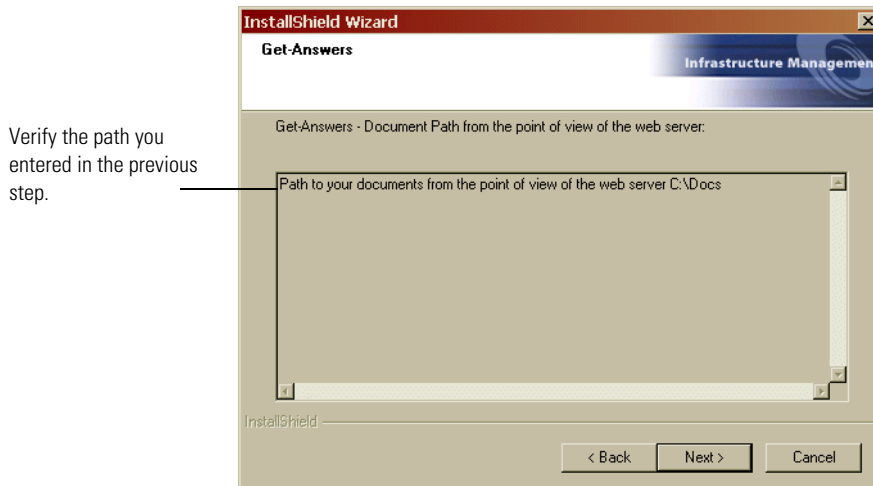 InstallShield Wizard
Get-Answers
Infrastructure Managemen
Get-Answers - Document Path from the point of view of the web server:
Verify the path you
entered in the previous
step.
Path to your documents from the point of view of the web server C:\Docs
InstallShield
< Back
Next >
Cancel